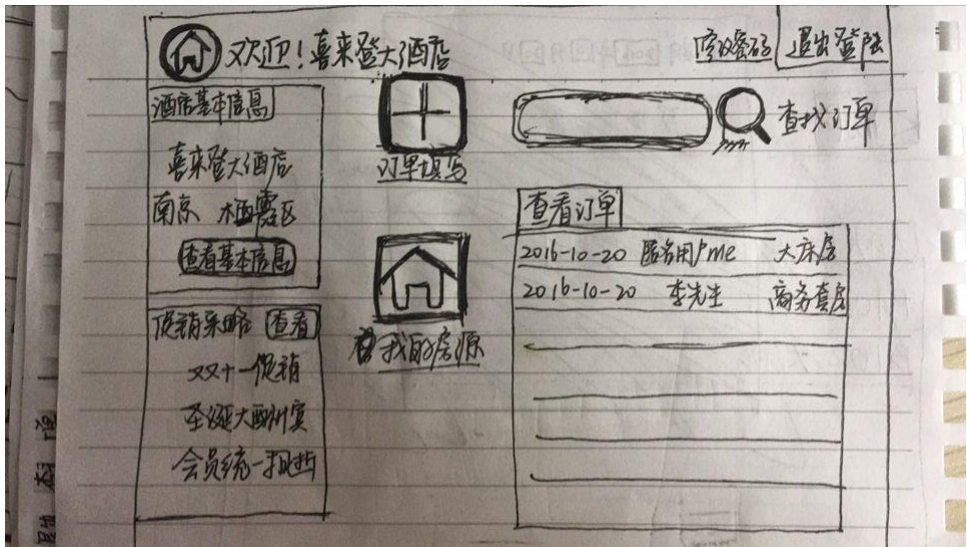 欢迎！喜来登大酒店
修改密码 退出登陆
酒店基本信息
喜来登大酒店
南京 栖霞区
查看基本信息
促销策略 查看
双十一促销
圣诞大酬宾
会员统一折扣
订单填写
我的房源
查找订单
查看订单
2016-10-20 匿名用户me 大床房
2016-10-20 李先生 商务套房